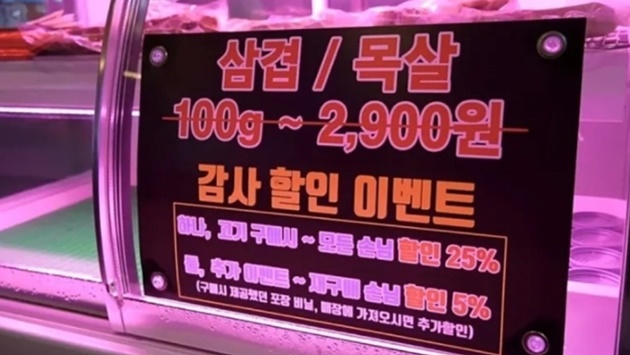 삼겹 / 목살
100g ~ 2,900원
감사 할인 이벤트
하나, 고기 구매시 ~ 모든 손님 할인 25%
둘, 추가 이벤트 ~ 재구매 손님 할인 5%
(구매시 제공했던 포장 비닐, 매장에 가져오시면 추가할인)